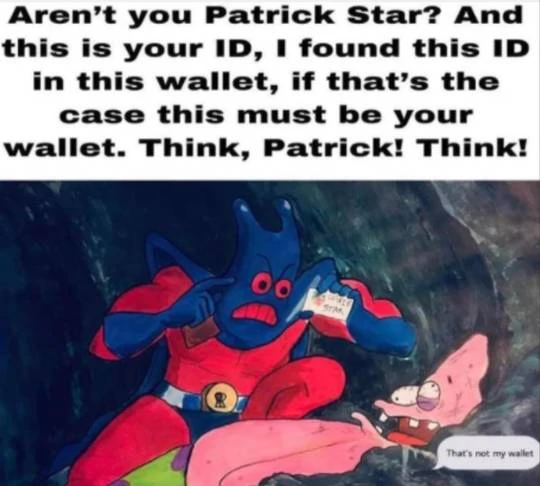 Aren't you Patrick Star? And
this is your ID, I found this ID
in this wallet, if that's the
case this must be your
wallet. Think, Patrick! Think!
STAR
That's not my wallet